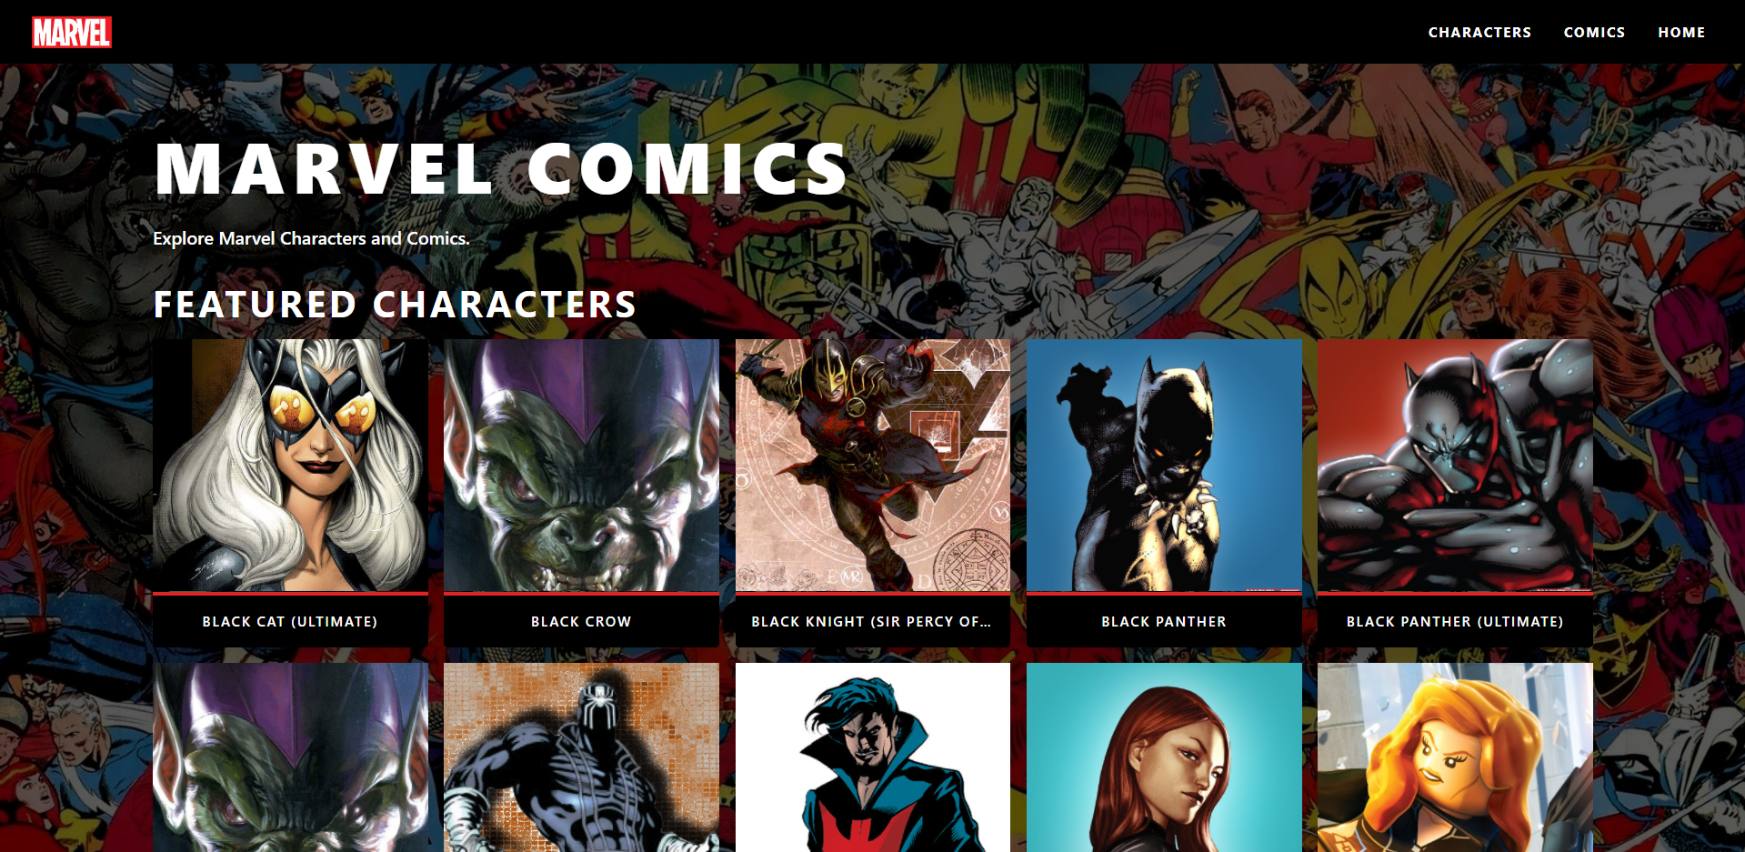 MARVEL
CHARACTERS COMICS HOME
MARVEL COMICS
Explore Marvel Characters and Comics.
FEATURED CHARACTERS
BLACK CAT (ULTIMATE)
BLACK CROW
BLACK KNIGHT (SIR PERCY OF...
BLACK PANTHER
BLACK PANTHER (ULTIMATE)